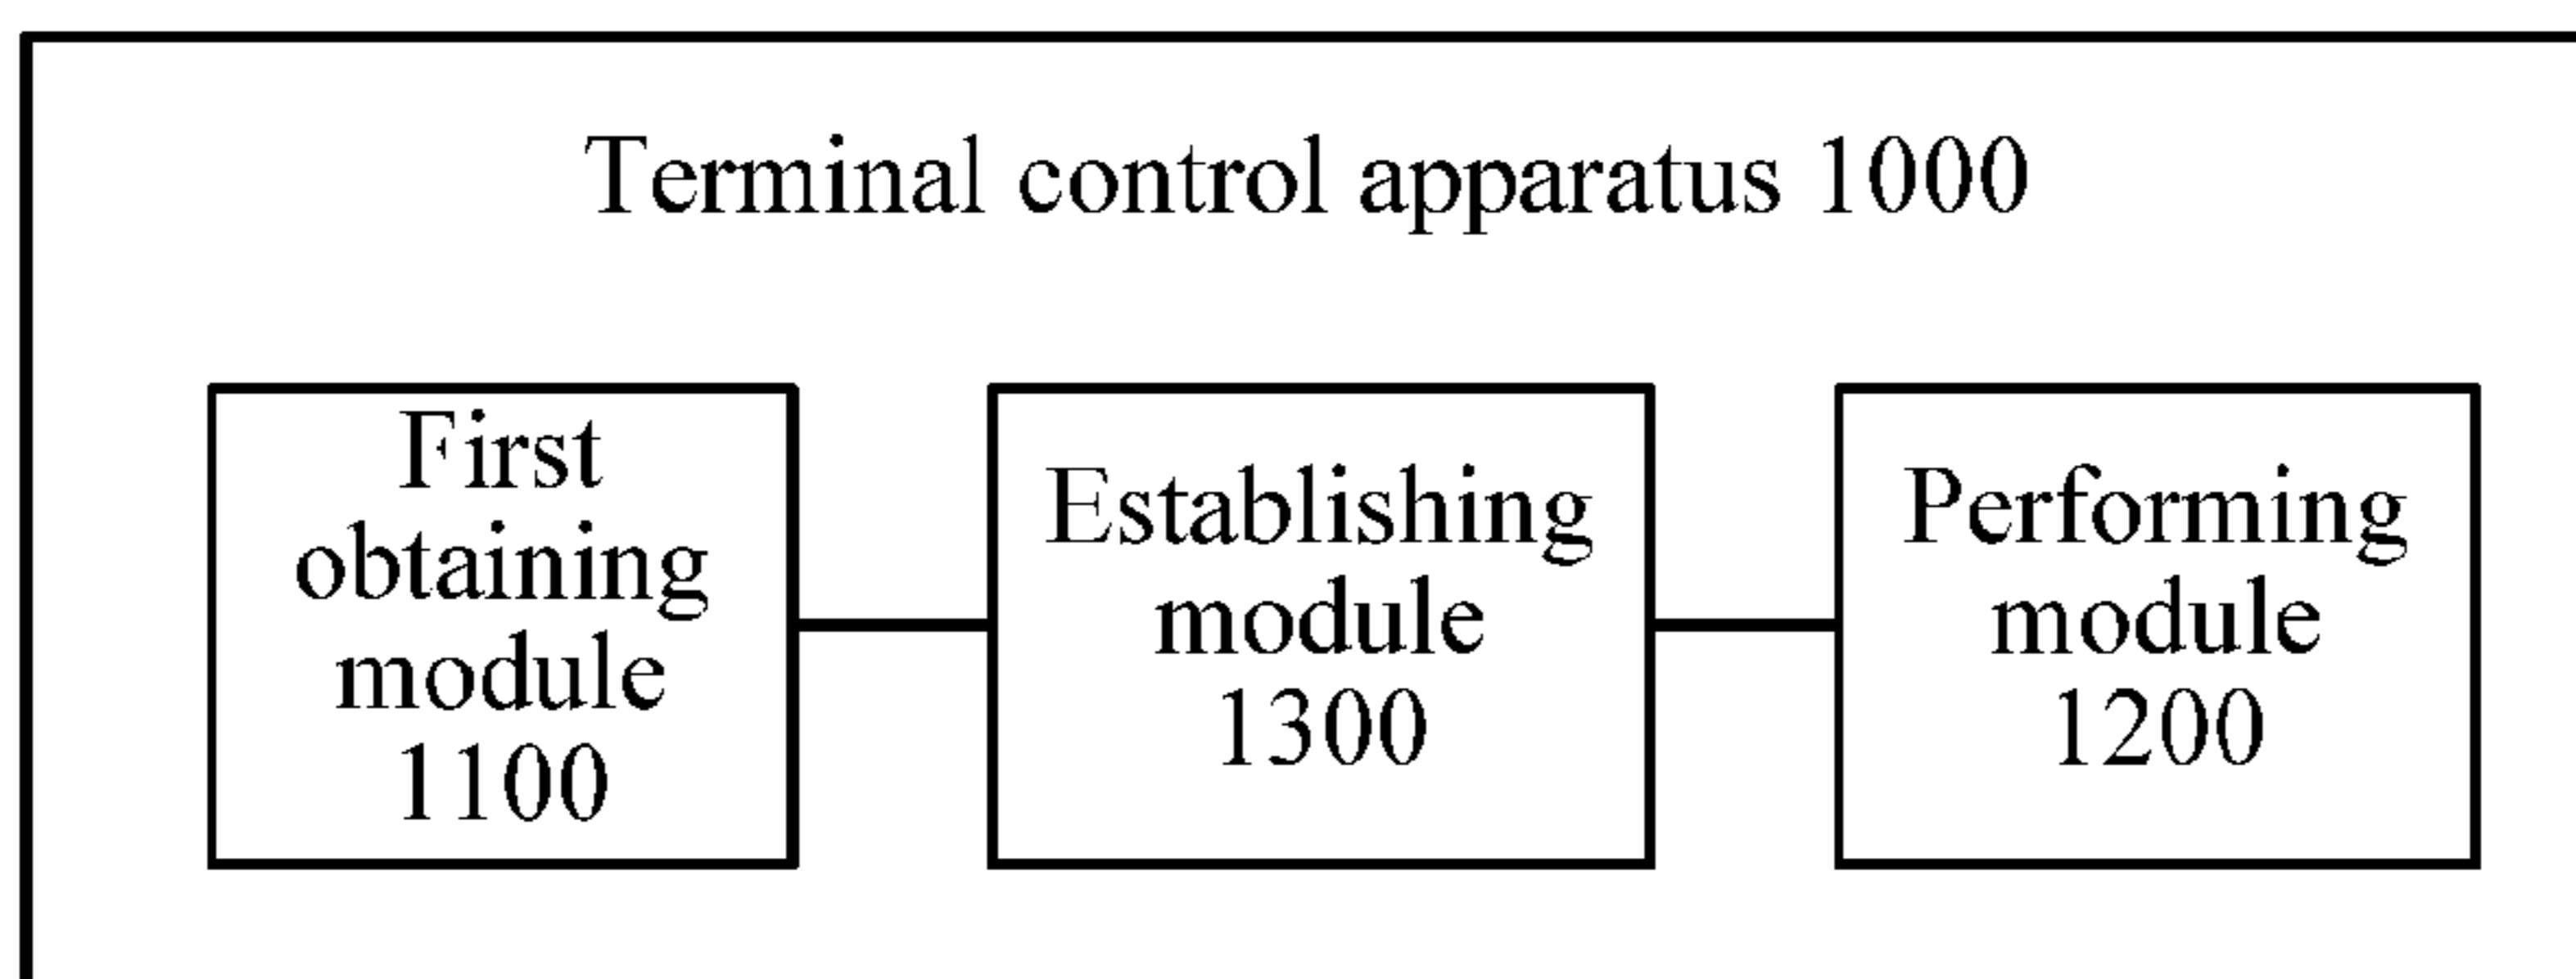 Terminal control apparatus 1000
First
obtaining
module
1100
Establishing
module
1300
Performing
module
1200